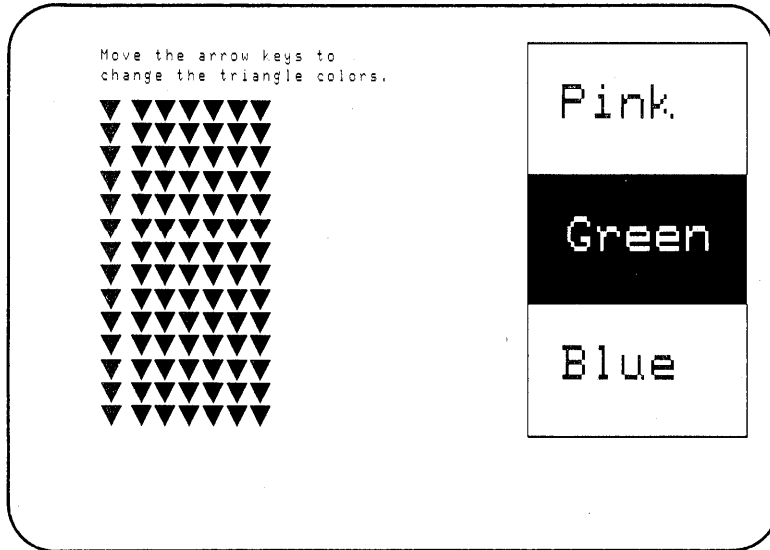 Move the arrow keys to
change the triangle colors.
Pink
Green
Blue